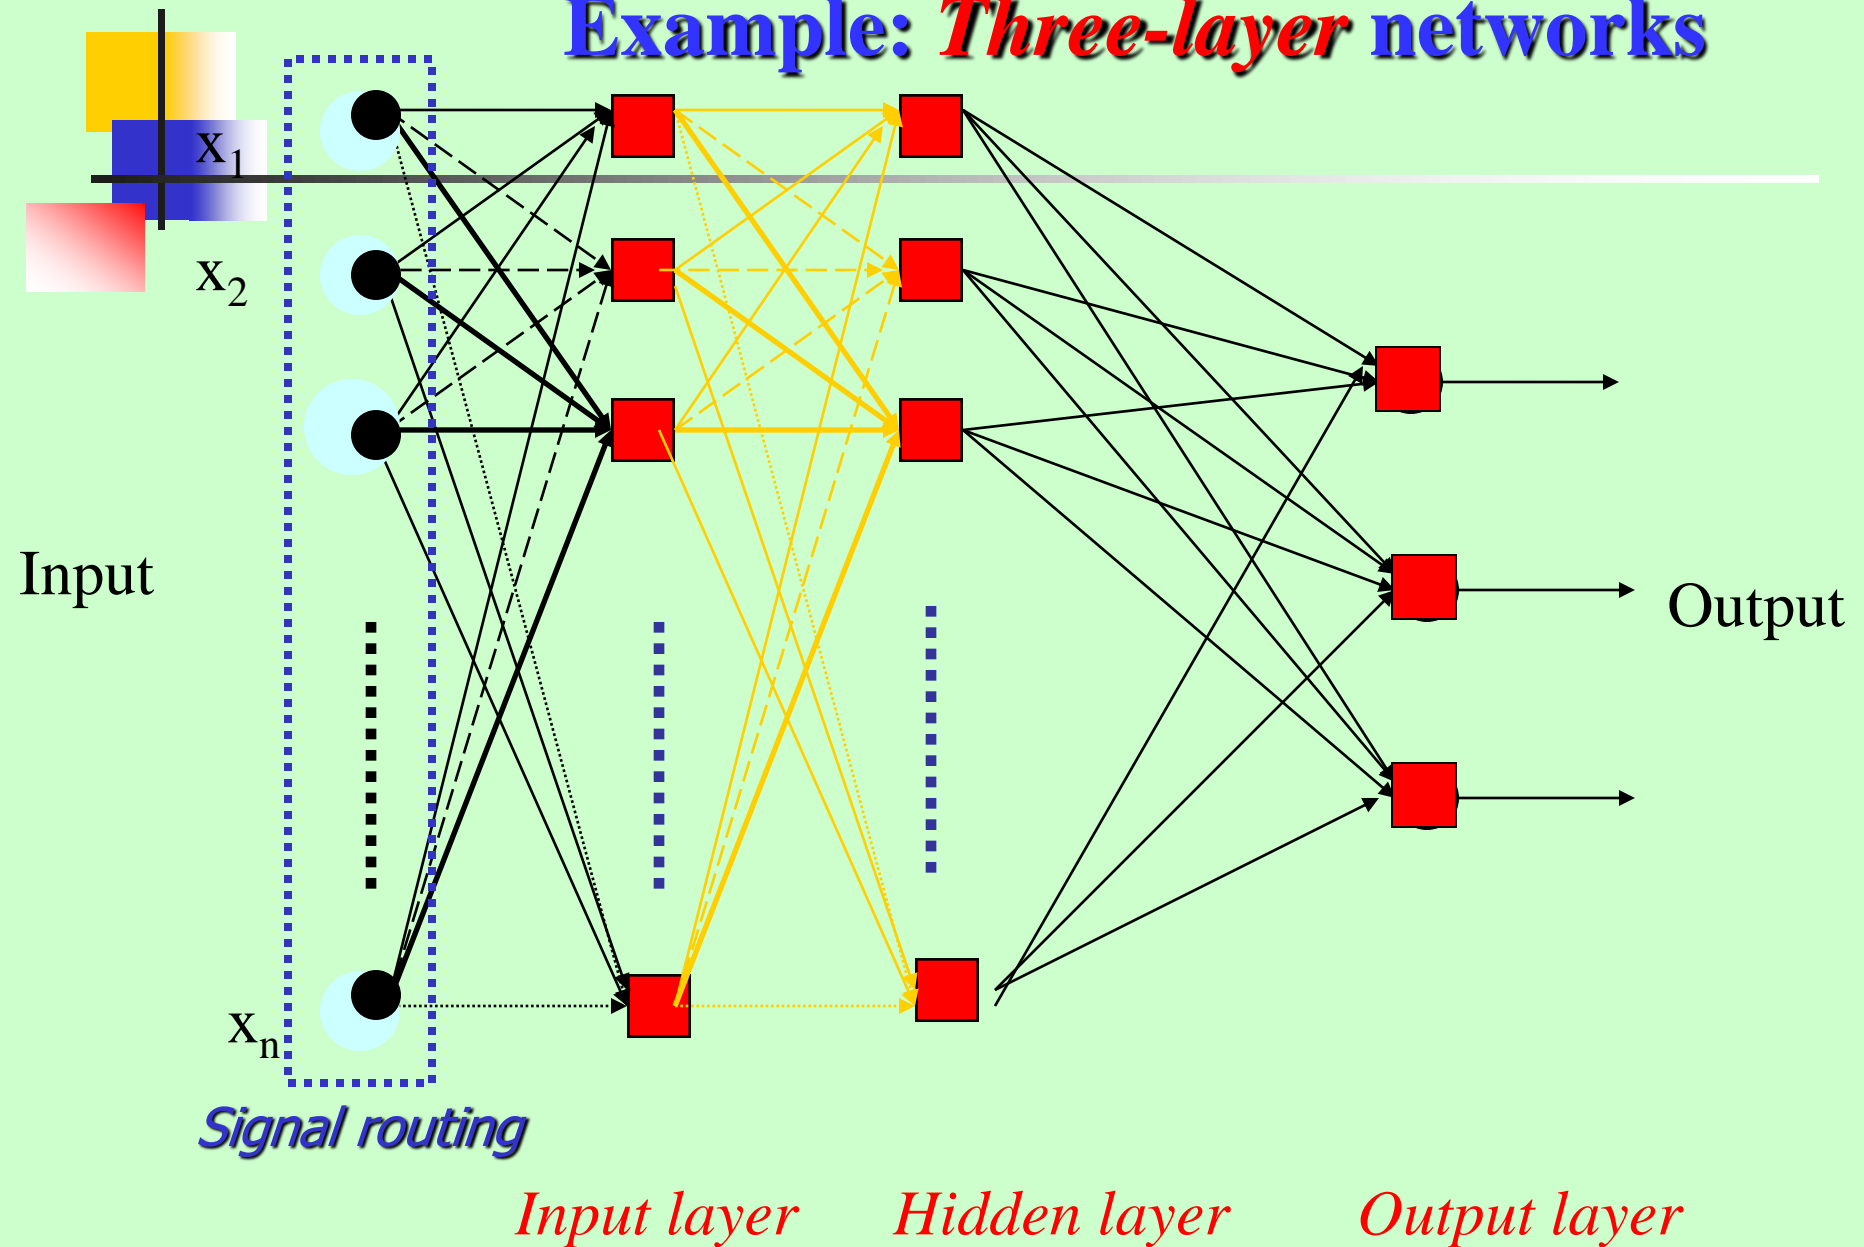 Example: Three-layer networks
x1
x2
Input
Output
xn
Signal routing
Input layer Hidden layer Output layer